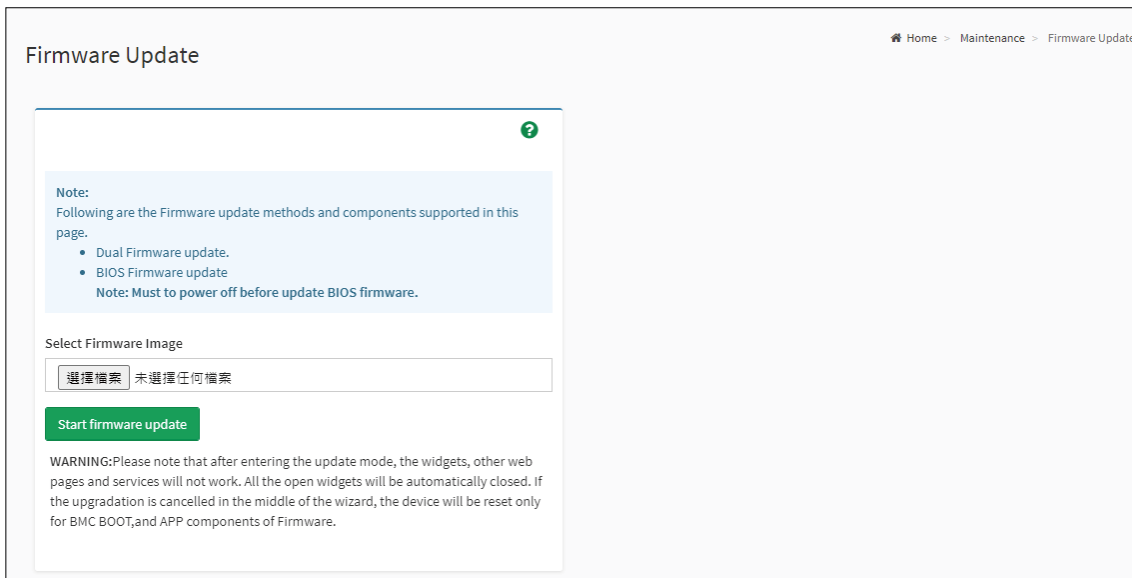 Home > Maintenance > Firmware Update
Firmware Update
Note:
Following are the Firmware update methods and components supported in this
page.
• Dual Firmware update.
• BIOS Firmware update
Note: Must to power off before update BIOS firmware.
Select Firmware Image
選擇檔案 未選擇任何檔案
Start firmware update
WARNING:Please note that after entering the update mode, the widgets, other web
pages and services will not work. All the open widgets will be automatically closed. If
the upgradation is cancelled in the middle of the wizard, the device will be reset only
for BMC BOOT,and APP components of Firmware.